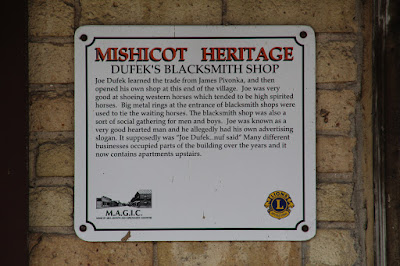 MISHICOT HERITAGE
DUFEK'S BLACKSMITH SHOP
Joe Dufek learned the trade from James Pivonka, and then
opened his own shop at this end of the village. Joe was very
good at shoeing western horses which tended to be high spirited
horses. Big metal rings at the entrance of blacksmith shops were
used to tie the waiting horses. The blacksmith shop was also a
sort of social gathering for men and boys. Joe was known as a
very good hearted man and he allegedly had his own advertising
slogan. It supposedly was "Joe Dufek..nuf said" Many different
businesses occupied parts of the building over the years and it
now contains apartments upstairs.
M.A.G.I.C.
L